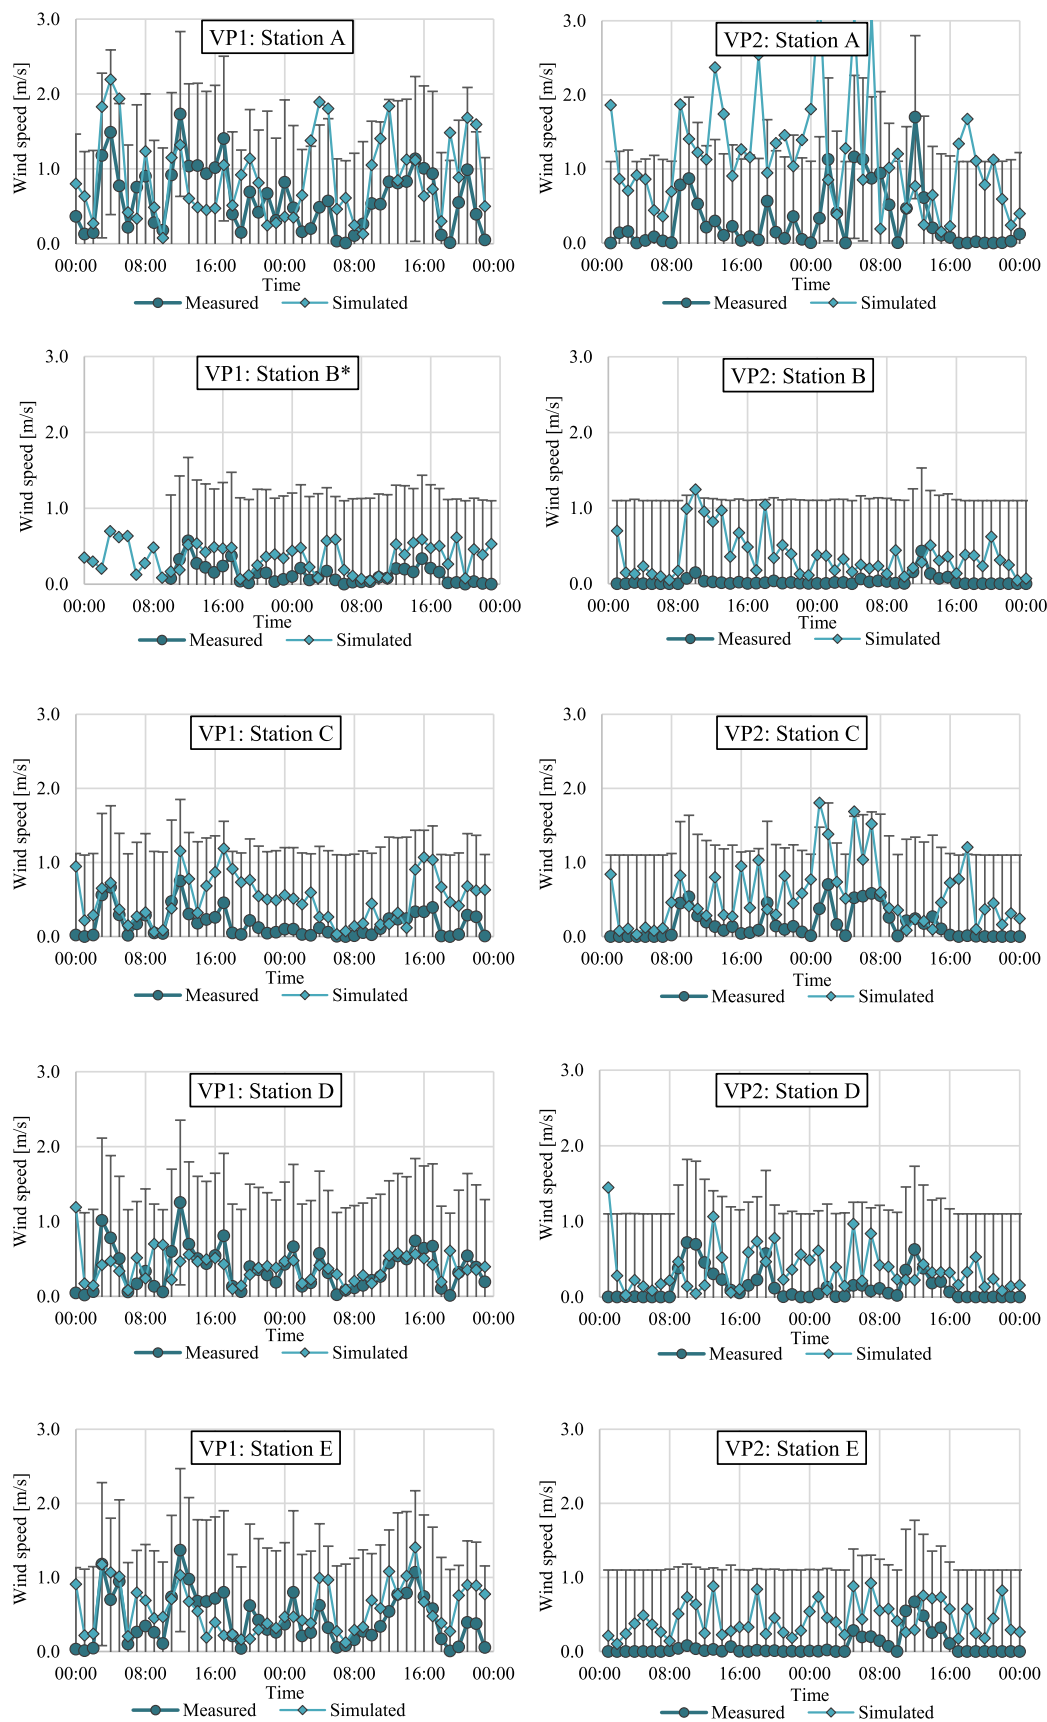 VP1: Station A
Wind speed [m/s]
3.0
2.0
1.0
0.0
00:00 08:00 16:00 00:00 08:00 16:00 00:00
Time
Measured Simulated
VP2: Station A
Wind speed [m/s]
3.0
2.0
1.0
0.0
00:00 08:00 16:00 00:00 08:00 16:00 00:00
Time
Measured Simulated
VP1: Station B*
Wind speed [m/s]
3.0
2.0
1.0
0.0
00:00 08:00 16:00 00:00 08:00 16:00 00:00
Time
Measured Simulated
VP2: Station B
Wind speed [m/s]
3.0
2.0
1.0
0.0
00:00 08:00 16:00 00:00 08:00 16:00 00:00
Time
Measured Simulated
VP1: Station C
Wind speed [m/s]
3.0
2.0
1.0
0.0
00:00 08:00 16:00 00:00 08:00 16:00 00:00
Time
Measured Simulated
VP2: Station C
Wind speed [m/s]
3.0
2.0
1.0
0.0
00:00 08:00 16:00 00:00 08:00 16:00 00:00
Time
Measured Simulated
VP1: Station D
Wind speed [m/s]
3.0
2.0
1.0
0.0
00:00 08:00 16:00 00:00 08:00 16:00 00:00
Time
Measured Simulated
VP2: Station D
Wind speed [m/s]
3.0
2.0
1.0
0.0
00:00 08:00 16:00 00:00 08:00 16:00 00:00
Time
Measured Simulated
VP1: Station E
Wind speed [m/s]
3.0
2.0
1.0
0.0
00:00 08:00 16:00 00:00 08:00 16:00 00:00
Time
Measured Simulated
VP2: Station E
Wind speed [m/s]
3.0
2.0
1.0
0.0
00:00 08:00 16:00 00:00 08:00 16:00 00:00
Time
Measured Simulated